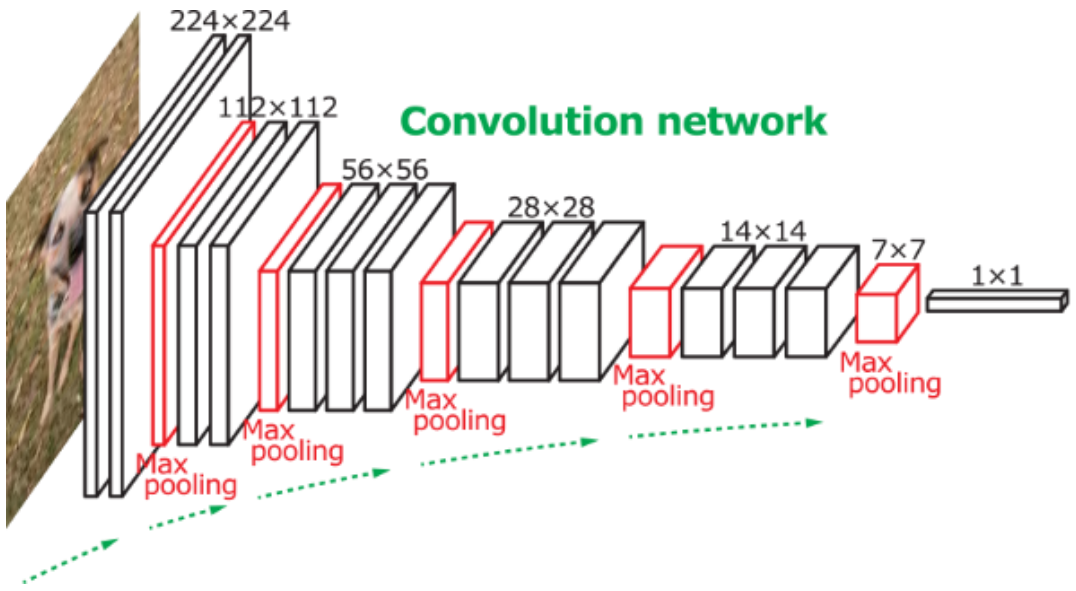 224×224
112×112
Convolution network
56×56
28×28
14×14
7×7
1×1
Max
pooling
Max
pooling
Max
pooling
Max
pooling
Max
pooling